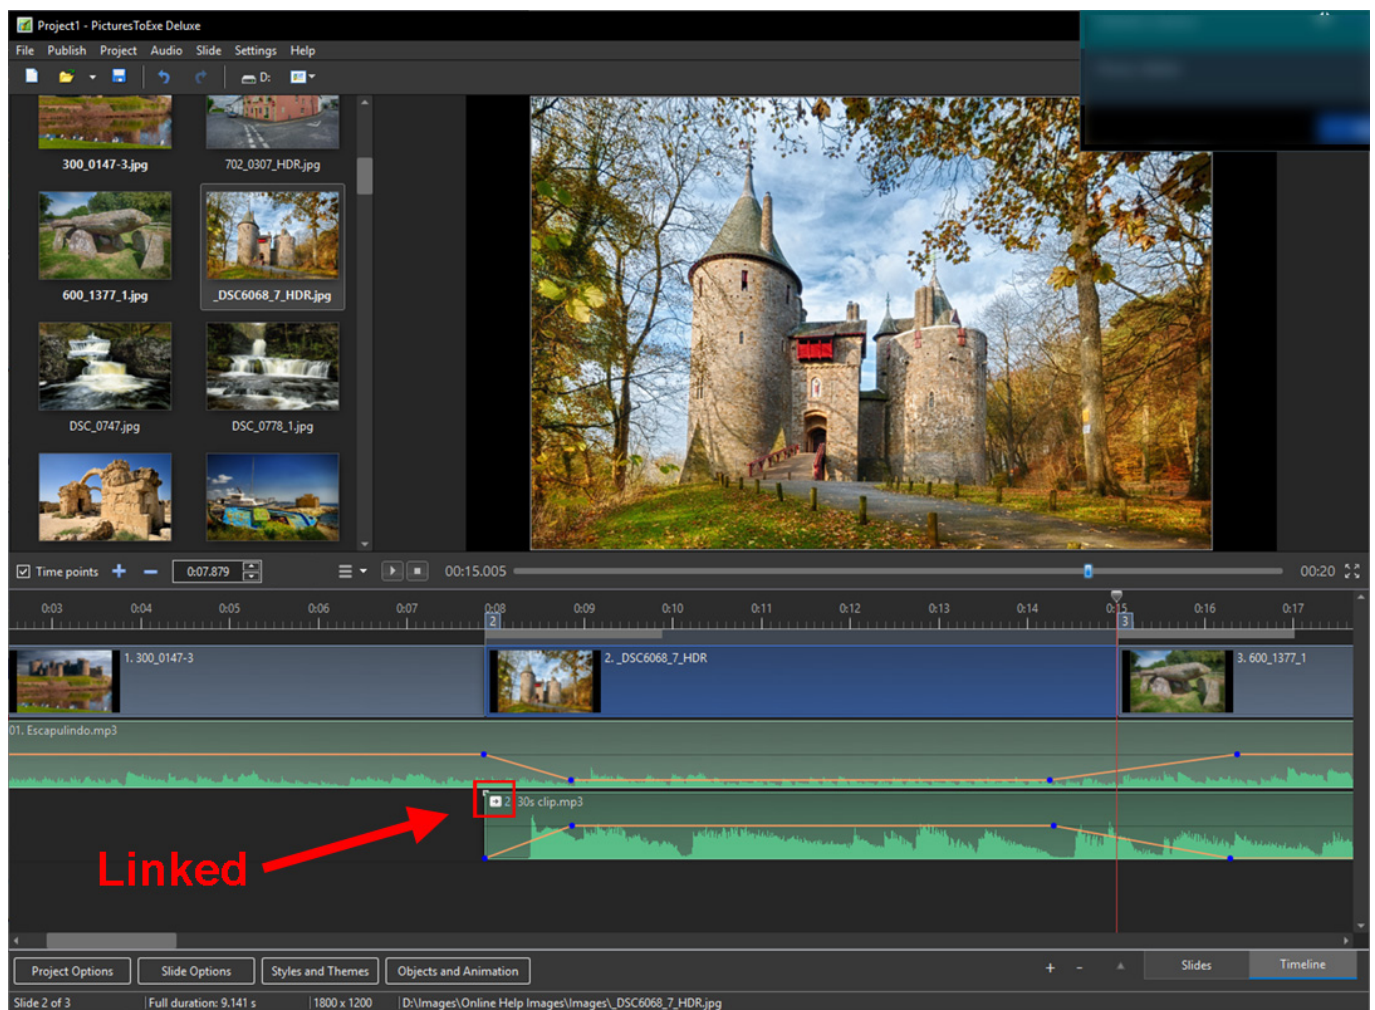 Project1 - PicturesToExe Deluxe
File Publish Project Audio Slide Settings Help
D:
300_0147-3.jpg 702_0307_HDR.jpg
600_1377_1.jpg _DSC6068_7_HDR.jpg
DSC_0747.jpg DSC_0778_1.jpg
Time points + - 0:07.879 00:15.005 00:20
0:03 0:04 0:05 0:06 0:07 0:08 0:09 0:10 0:11 0:12 0:13 0:14 0:15 0:16 0:17
2 3
1. 300_0147-3 2. _DSC6068_7_HDR 3. 600_1377_1
01. Escapulindo.mp3
2 30s clip.mp3
Linked
Project Options Slide Options Styles and Themes Objects and Animation + - Slides Timeline
Slide 2 of 3 Full duration: 9.141 s 1800 x 1200 D:\Images\Online Help Images\Images\_DSC6068_7_HDR.jpg